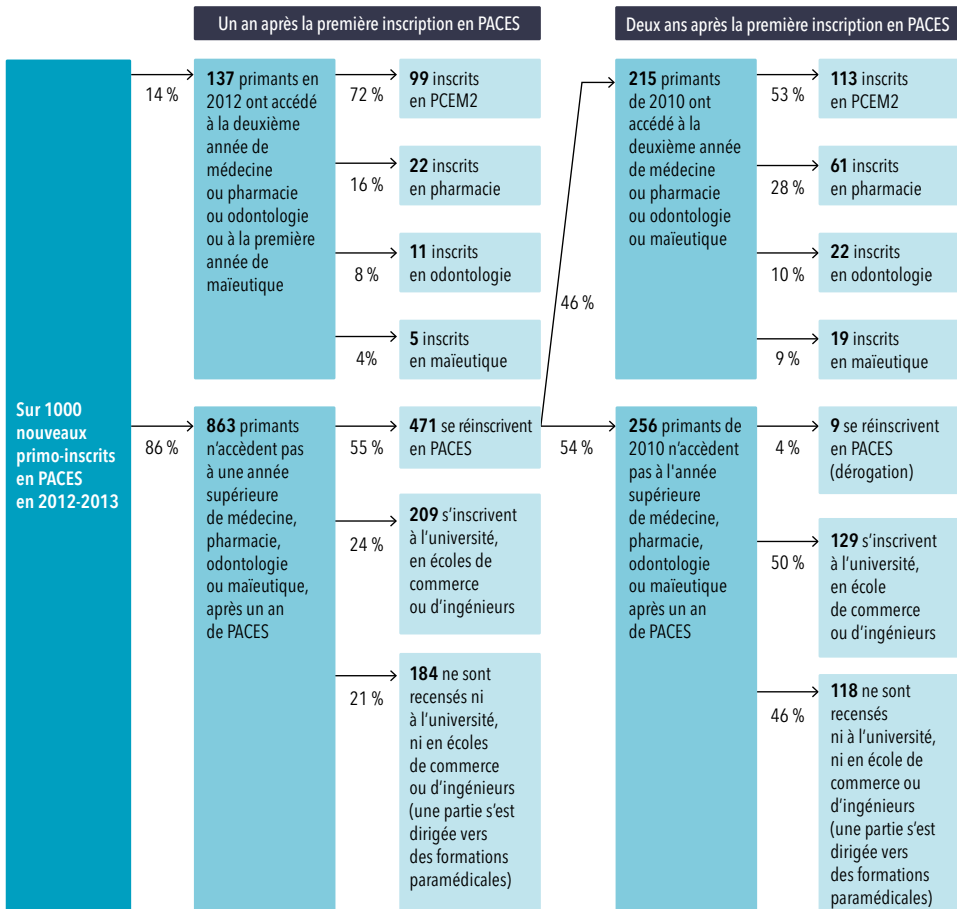 Un an après la première inscription en PACES
Deux ans après la première inscription en PACES
Sur 1000
nouveaux
primo-inscrits
en PACES
en 2012-2013
14 %
137 primants en
2012 ont accédé
à la deuxième
année de
médecine
ou pharmacie
ou odontologie
ou à la première
année de
maïeutique
72 %
99 inscrits
en PCEM2
16 %
22 inscrits
en pharmacie
8 %
11 inscrits
en odontologie
4%
5 inscrits
en maïeutique
86 %
863 primants
n’accèdent pas
à une année
supérieure
de médecine,
pharmacie,
odontologie
ou maïeutique,
après un an
de PACES
55 %
471 se réinscrivent
en PACES
24 %
209 s’inscrivent
à l’université,
en écoles de
commerce
ou d’ingénieurs
21 %
184 ne sont
recensés ni
à l’université,
ni en écoles
de commerce
ou d’ingénieurs
(une partie s’est
dirigée vers
des formations
paramédicales)
46 %
215 primants
de 2010 ont
accédé à la
deuxième année
de médecine
ou pharmacie
ou odontologie
ou maïeutique
53 %
113 inscrits
en PCEM2
28 %
61 inscrits
en pharmacie
10 %
22 inscrits
en odontologie
9 %
19 inscrits
en maïeutique
54 %
256 primants de
2010 n’accèdent
pas à l'année
supérieure
de médecine,
pharmacie,
odontologie
ou maïeutique
après un an
de PACES
4 %
9 se réinscrivent
en PACES
(dérogation)
50 %
129 s’inscrivent
à l’université,
en école
de commerce
ou d’ingénieurs
46 %
118 ne sont
recensés
ni à l’université,
ni en école de
commerce ou
d’ingénieurs
(une partie s’est
dirigée vers
des formations
paramédicales)